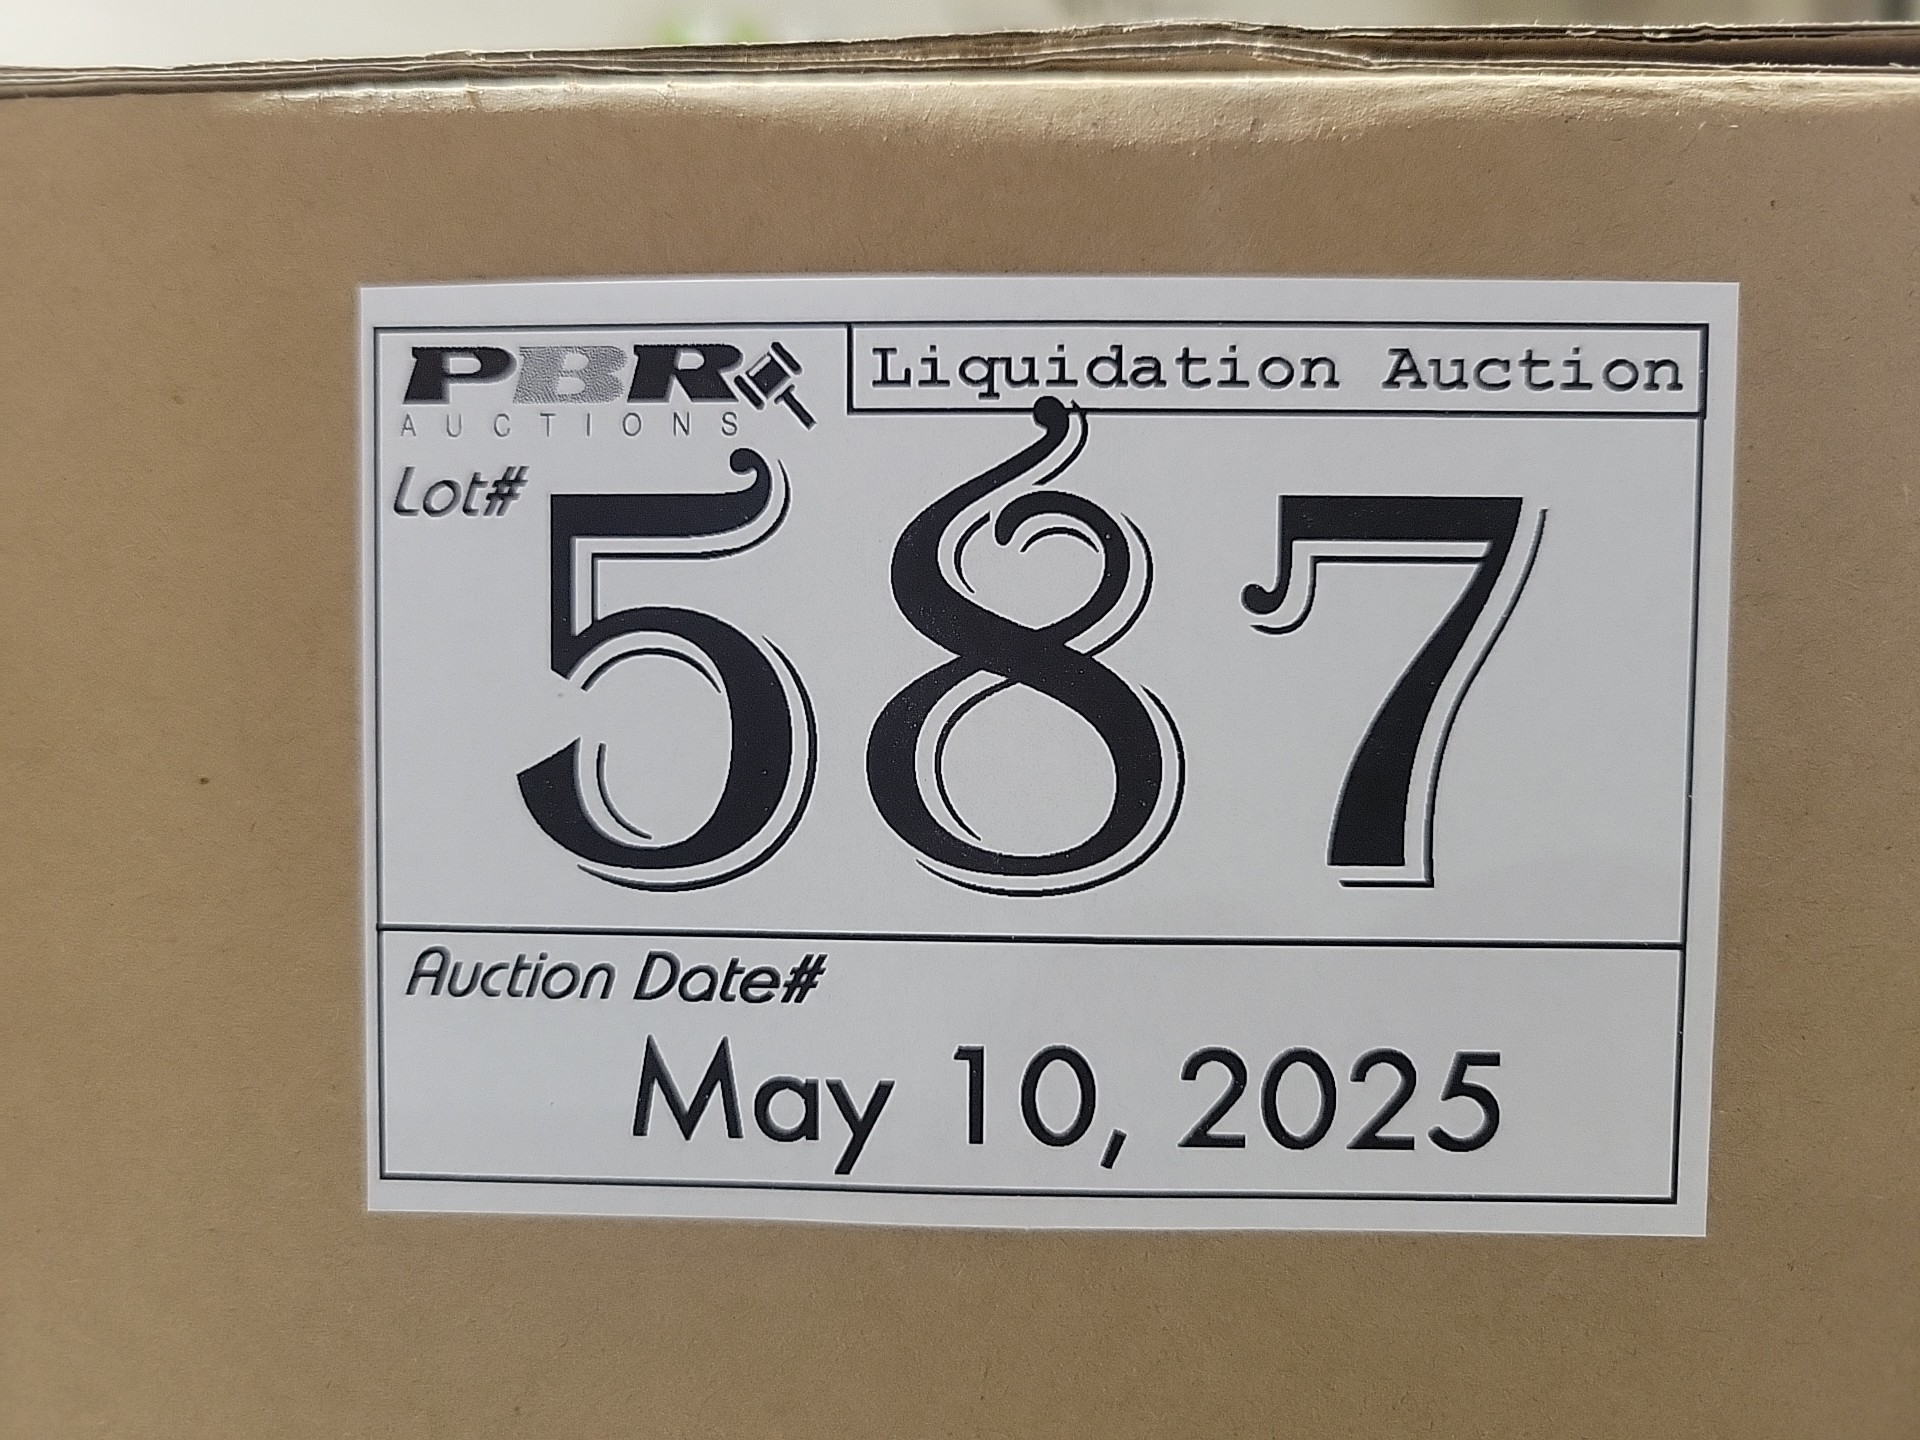 PBR
AUCTIONS
Liquidation Auction
Lot#
587
Auction Date#
May 10, 2025